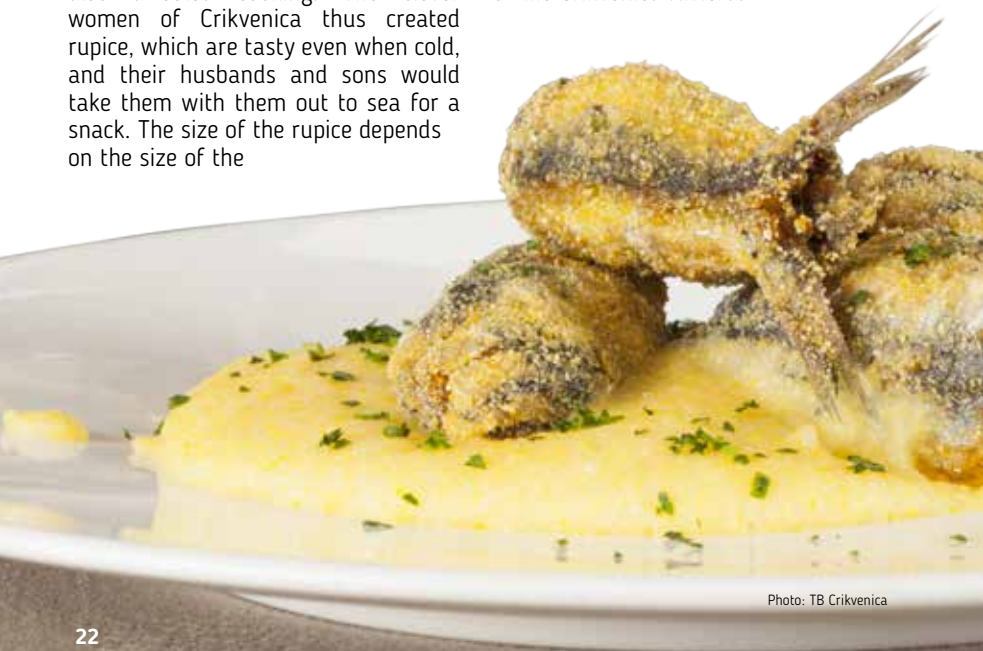 women of Crikvenica thus created
rupice, which are tasty even when cold,
and their husbands and sons would
take them with them out to sea for a
snack. The size of the rupice depends
on the size of the
Photo: TB Crikvenica
22